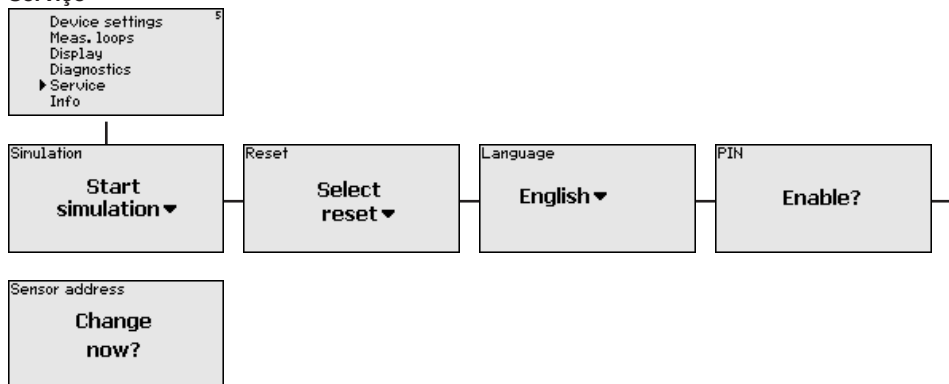 Serviço
Device settings
5
Meas. loops
Display
Diagnostics
Service
Info
Simulation
Start
simulation
Reset
Select
reset
Language
English
PIN
Enable?
Sensor address
Change
now?